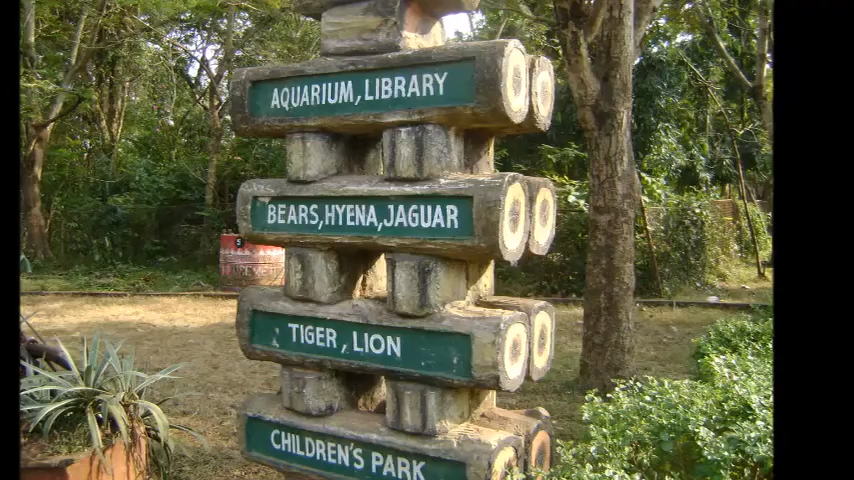 AQUARIUM, LIBRARY
BEARS, HYENA, JAGUAR
TIGER, LION
CHILDREN'S PARK